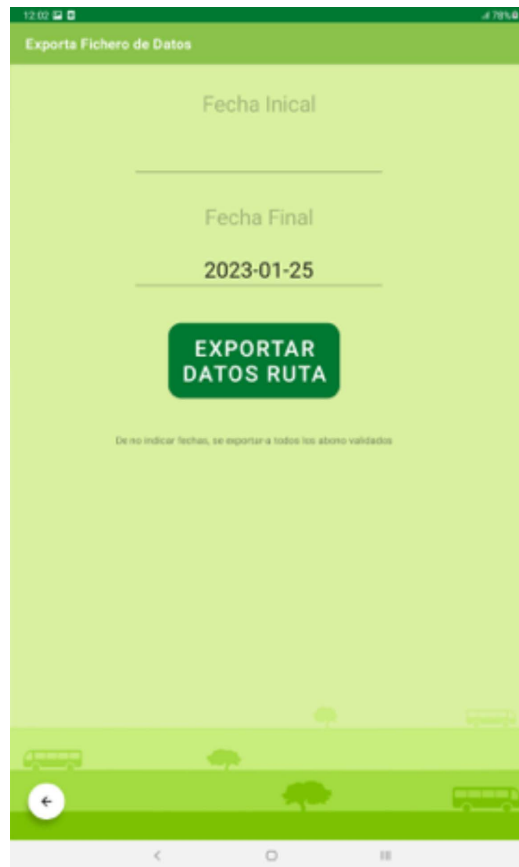 12:02
78%
Exporta Fichero de Datos
Fecha Inical
Fecha Final
2023-01-25
EXPORTAR
DATOS RUTA
De no indicar fechas, se exportar a todos los abono validados